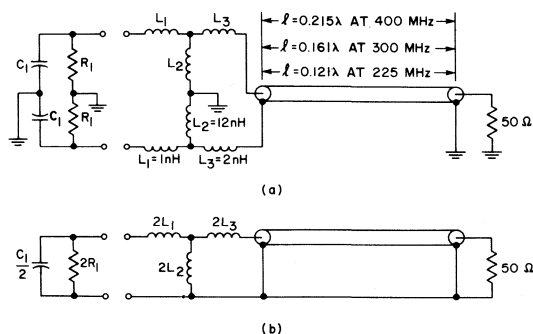 L₁ L₃ ℓ=0.215λ AT 400 MHz
ℓ=0.161λ AT 300 MHz
C₁ R₁ L₂ ℓ=0.121λ AT 225 MHz
C₁ R₁ L₂=12nH 50 Ω
L₁=1nH L₃=2nH
(a)
2L₁ 2L₃
C₁/2 2R₁ 2L₂ 50 Ω
(b)